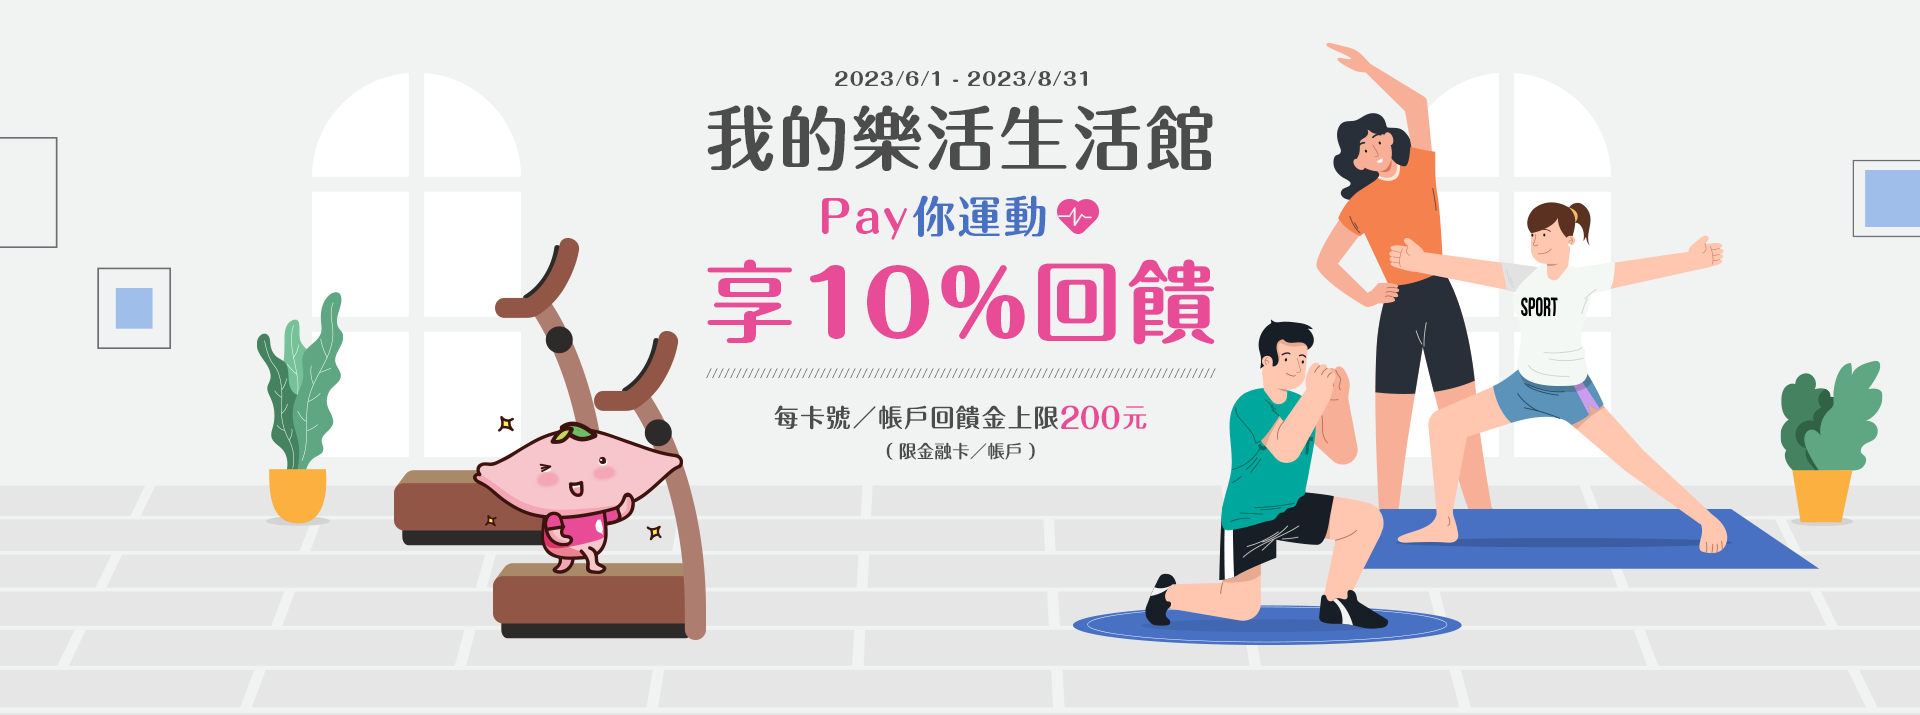 2023/6/1 - 2023/8/31
我的樂活生活館
Pay你運動
享10%回饋
每卡號／帳戶回饋金上限200元
( 限金融卡／帳戶 )
SPORT